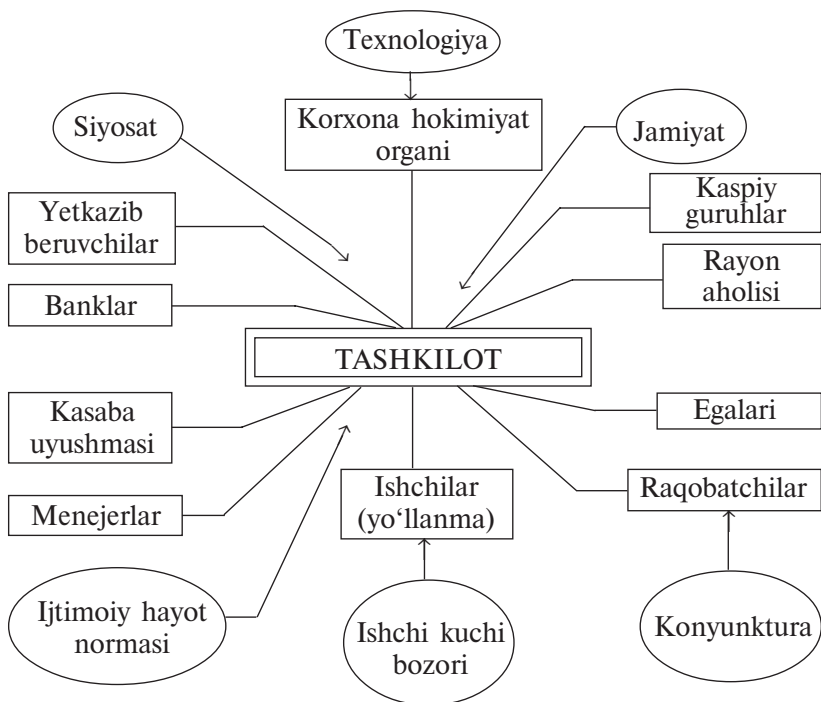 Texnologiya
Siyosat
Korxona hokimiyat
organi
Jamiyat
Yetkazib
beruvchilar
Kaspiy
guruhlar
Banklar
Rayon
aholisi
TASHKILOT
Kasaba
uyushmasi
Egalari
Menejerlar
Ishchilar
(yo‘llanma)
Raqobatchilar
Ijtimoiy hayot
normasi
Ishchi kuchi
bozori
Konyunktura